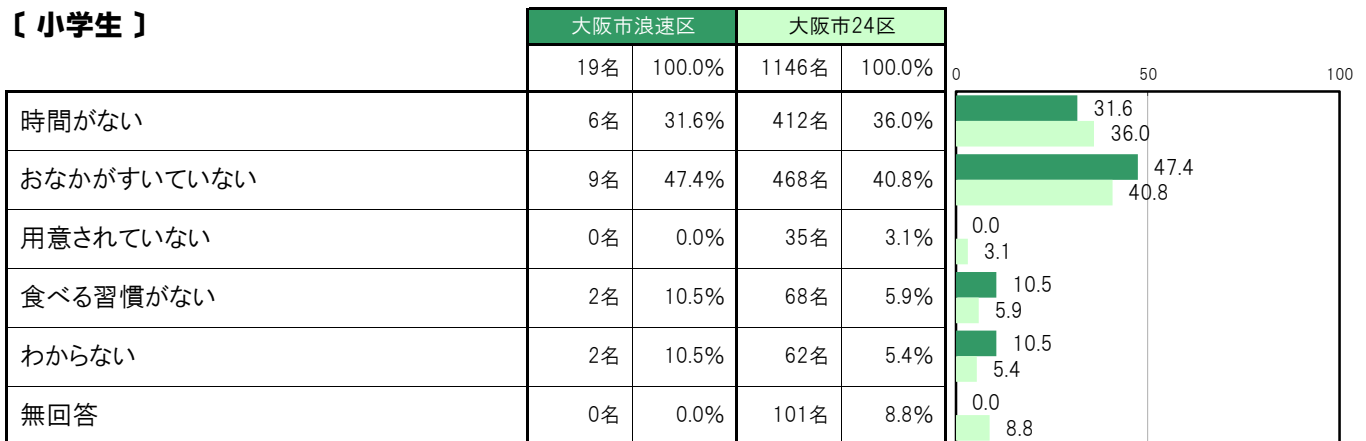 〔 小学生 〕
大阪市浪速区 大阪市24区
19名 100.0% 1146名 100.0%
0 50 100
時間がない 6名 31.6% 412名 36.0%
31.6
36.0
おなかがすいていない 9名 47.4% 468名 40.8%
47.4
40.8
用意されていない 0名 0.0% 35名 3.1%
0.0
3.1
食べる習慣がない 2名 10.5% 68名 5.9%
10.5
5.9
わからない 2名 10.5% 62名 5.4%
10.5
5.4
無回答 0名 0.0% 101名 8.8%
0.0
8.8